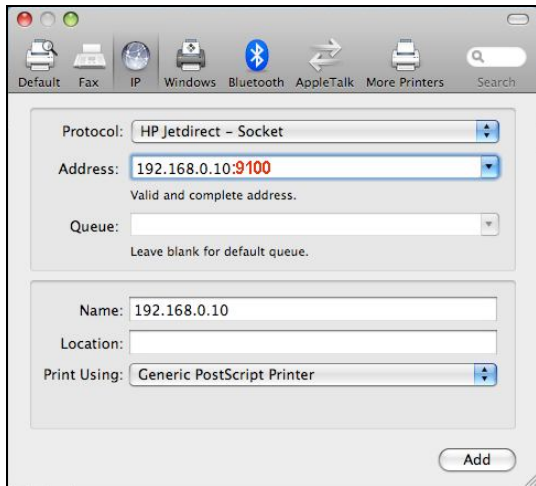 Default Fax IP Windows Bluetooth AppleTalk More Printers Search
Protocol: HP Jetdirect – Socket
Address: 192.168.0.10:9100
Valid and complete address.
Queue:
Leave blank for default queue.
Name: 192.168.0.10
Location:
Print Using: Generic PostScript Printer
Add